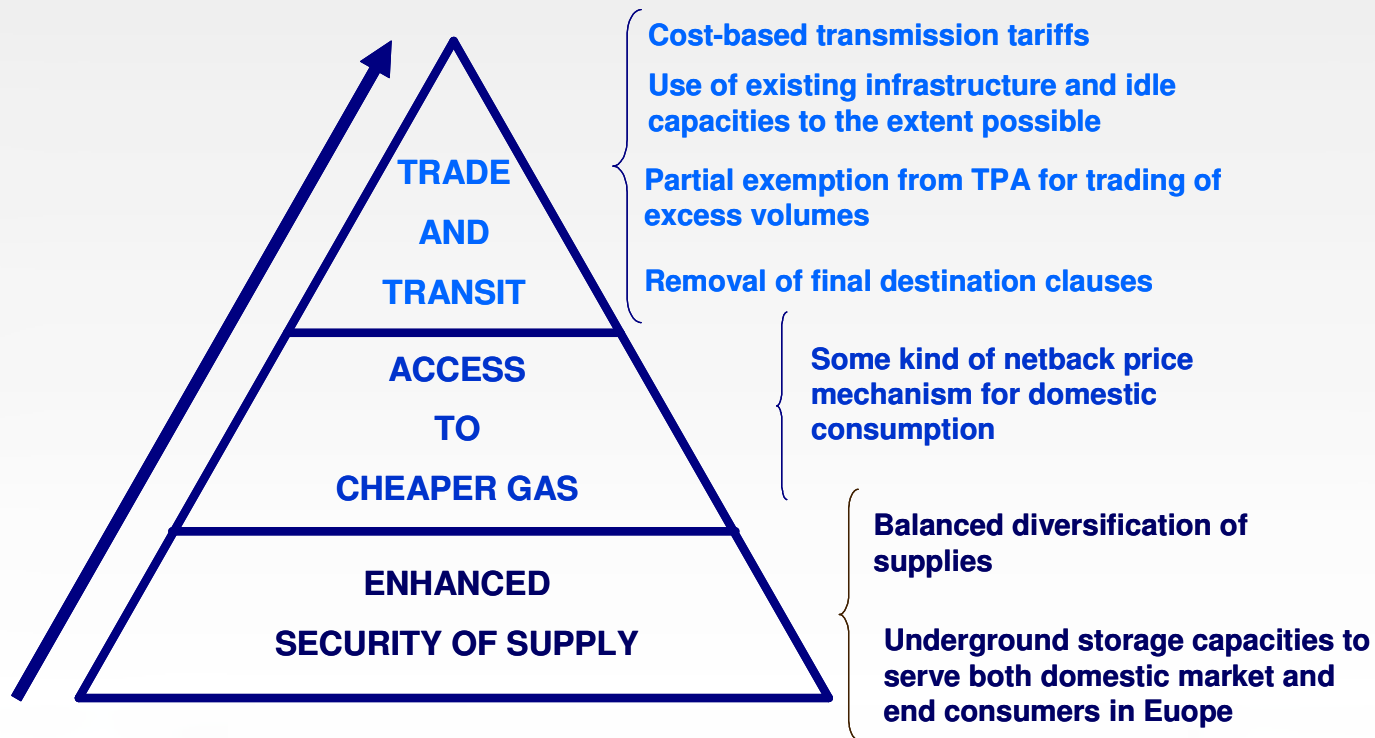 TRADE
AND
TRANSIT
Cost-based transmission tariffs
Use of existing infrastructure and idle
capacities to the extent possible
Partial exemption from TPA for trading of
excess volumes
Removal of final destination clauses
ACCESS
TO
CHEAPER GAS
Some kind of netback price
mechanism for domestic
consumption
ENHANCED
SECURITY OF SUPPLY
Balanced diversification of
supplies
Underground storage capacities to
serve both domestic market and
end consumers in Euope